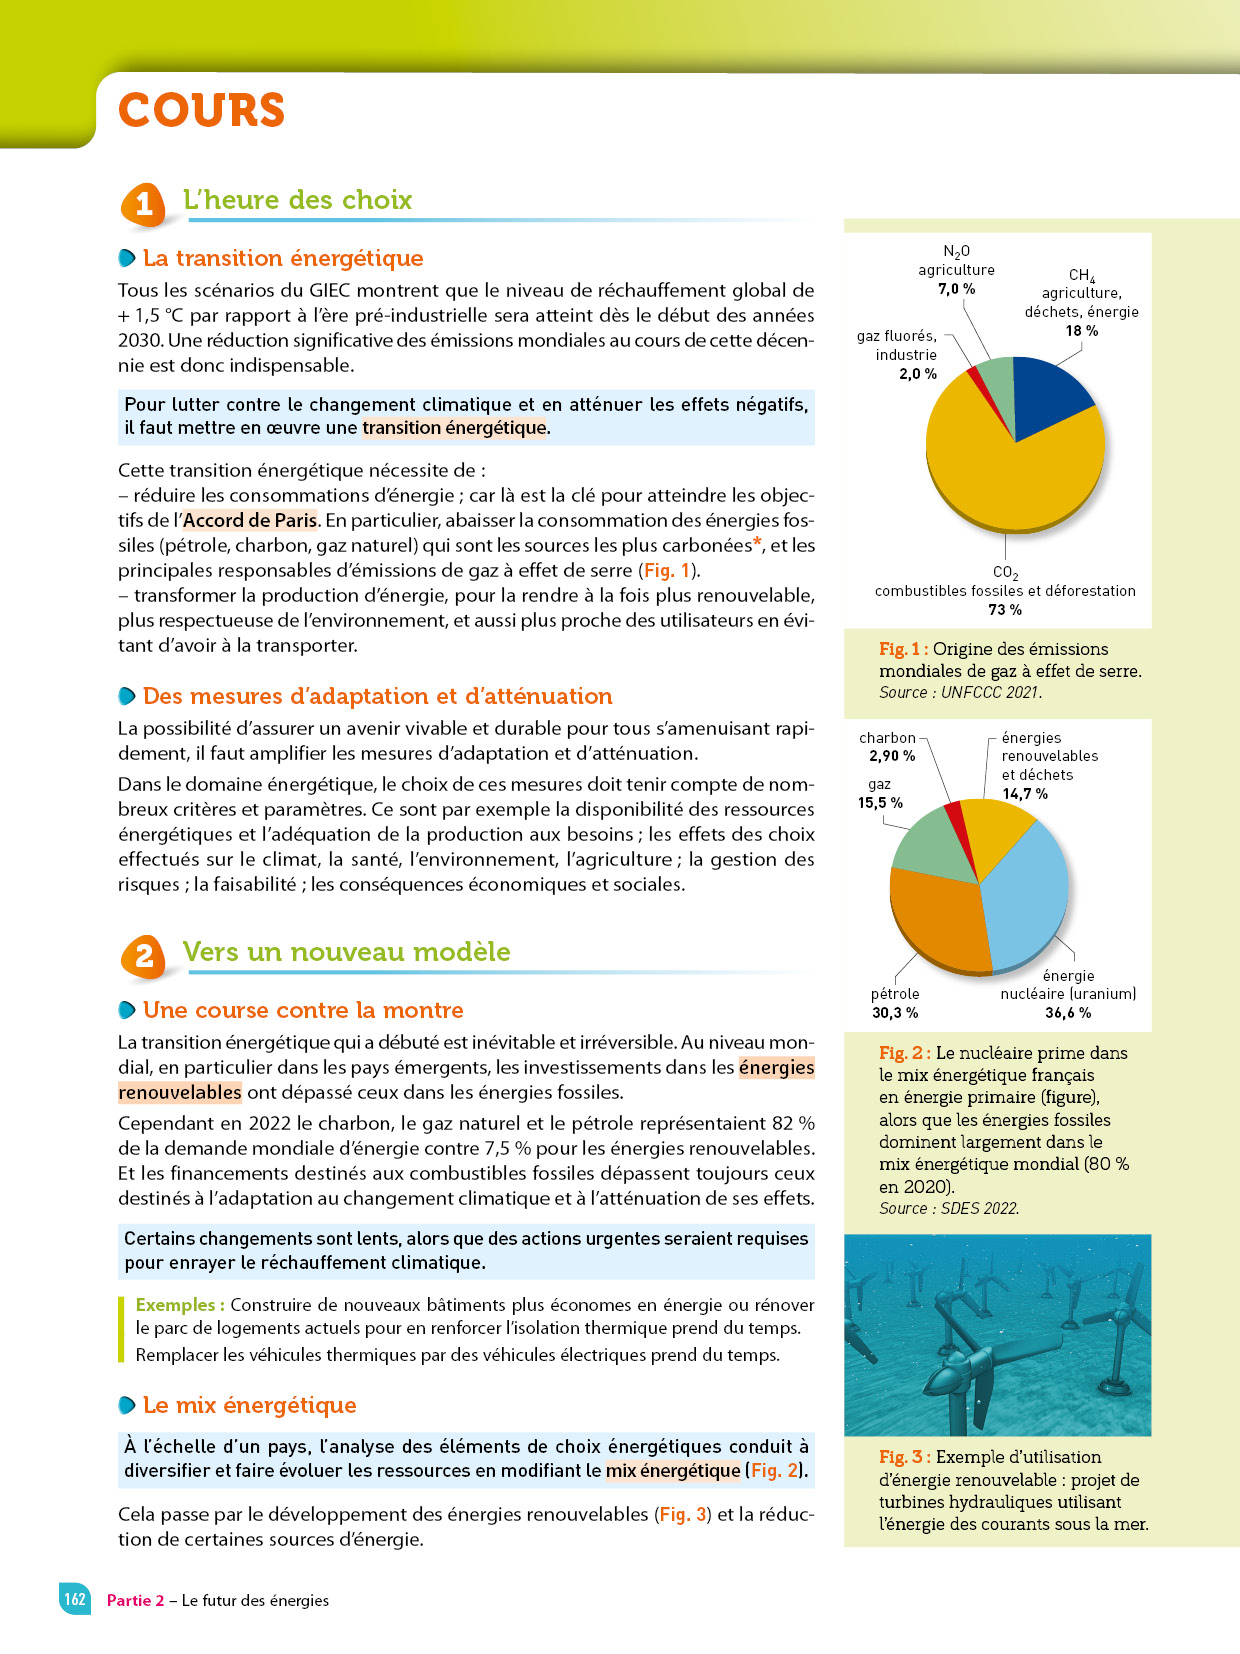 COURS
1 L'heure des choix
La transition énergétique
Tous les scénarios du GIEC montrent que le niveau de réchauffement global de
+ 1,5 °C par rapport à l'ère pré-industrielle sera atteint dès le début des années
2030. Une réduction significative des émissions mondiales au cours de cette décen-
nie est donc indispensable.
Pour lutter contre le changement climatique et en atténuer les effets négatifs,
il faut mettre en œuvre une transition énergétique.
Cette transition énergétique nécessite de :
– réduire les consommations d'énergie ; car là est la clé pour atteindre les objec-
tifs de l'Accord de Paris. En particulier, abaisser la consommation des énergies fos-
siles (pétrole, charbon, gaz naturel) qui sont les sources les plus carbonées*, et les
principales responsables d'émissions de gaz à effet de serre (Fig. 1).
– transformer la production d'énergie, pour la rendre à la fois plus renouvelable,
plus respectueuse de l'environnement, et aussi plus proche des utilisateurs en évi-
tant d'avoir à la transporter.
Des mesures d'adaptation et d'atténuation
La possibilité d'assurer un avenir vivable et durable pour tous s'amenuisant rapi-
dement, il faut amplifier les mesures d'adaptation et d'atténuation.
Dans le domaine énergétique, le choix de ces mesures doit tenir compte de nom-
breux critères et paramètres. Ce sont par exemple la disponibilité des ressources
énergétiques et l'adéquation de la production aux besoins ; les effets des choix
effectués sur le climat, la santé, l'environnement, l'agriculture ; la gestion des
risques ; la faisabilité ; les conséquences économiques et sociales.
2 Vers un nouveau modèle
Une course contre la montre
La transition énergétique qui a débuté est inévitable et irréversible. Au niveau mon-
dial, en particulier dans les pays émergents, les investissements dans les énergies
renouvelables ont dépassé ceux dans les énergies fossiles.
Cependant en 2022 le charbon, le gaz naturel et le pétrole représentaient 82 %
de la demande mondiale d'énergie contre 7,5 % pour les énergies renouvelables.
Et les financements destinés aux combustibles fossiles dépassent toujours ceux
destinés à l'adaptation au changement climatique et à l'atténuation de ses effets.
Certains changements sont lents, alors que des actions urgentes seraient requises
pour enrayer le réchauffement climatique.
Exemples : Construire de nouveaux bâtiments plus économes en énergie ou rénover
le parc de logements actuels pour en renforcer l'isolation thermique prend du temps.
Remplacer les véhicules thermiques par des véhicules électriques prend du temps.
Le mix énergétique
À l'échelle d'un pays, l'analyse des éléments de choix énergétiques conduit à
diversifier et faire évoluer les ressources en modifiant le mix énergétique (Fig. 2).
Cela passe par le développement des énergies renouvelables (Fig. 3) et la réduc-
tion de certaines sources d'énergie.
N₂O
agriculture
7,0 %
CH₄
agriculture,
déchets, énergie
18 %
gaz fluorés,
industrie
2,0 %
CO₂
combustibles fossiles et déforestation
73 %
Fig. 1 : Origine des émissions
mondiales de gaz à effet de serre.
Source : UNFCCC 2021.
charbon
2,90 %
énergies
renouvelables
et déchets
14,7 %
gaz
15,5 %
pétrole
30,3 %
énergie
nucléaire (uranium)
36,6 %
Fig. 2 : Le nucléaire prime dans
le mix énergétique français
en énergie primaire (figure),
alors que les énergies fossiles
dominent largement dans le
mix énergétique mondial (80 %
en 2020).
Source : SDES 2022.
Fig. 3 : Exemple d'utilisation
d'énergie renouvelable : projet de
turbines hydrauliques utilisant
l'énergie des courants sous la mer.
162 Partie 2 – Le futur des énergies